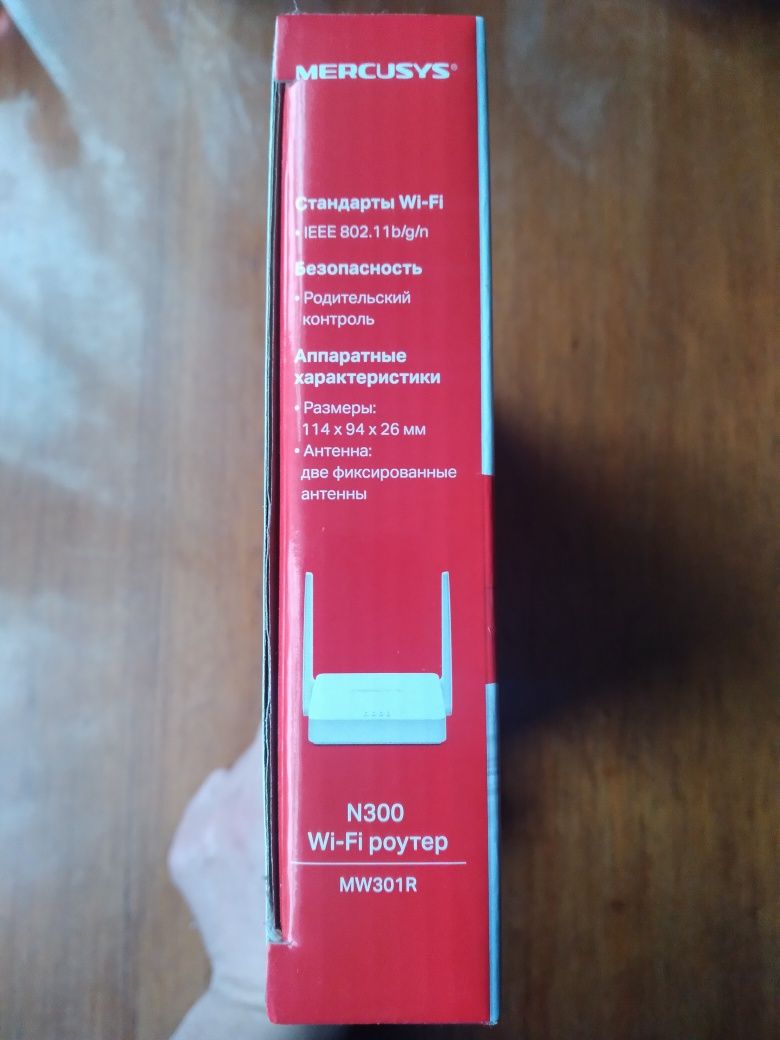 MERCUSYS®
Стандарты Wi-Fi
• IEEE 802.11b/g/n
Безопасность
• Родительский
контроль
Аппаратные
характеристики
• Размеры:
114 x 94 x 26 мм
• Антенна:
две фиксированные
антенны
N300
Wi-Fi роутер
MW301R